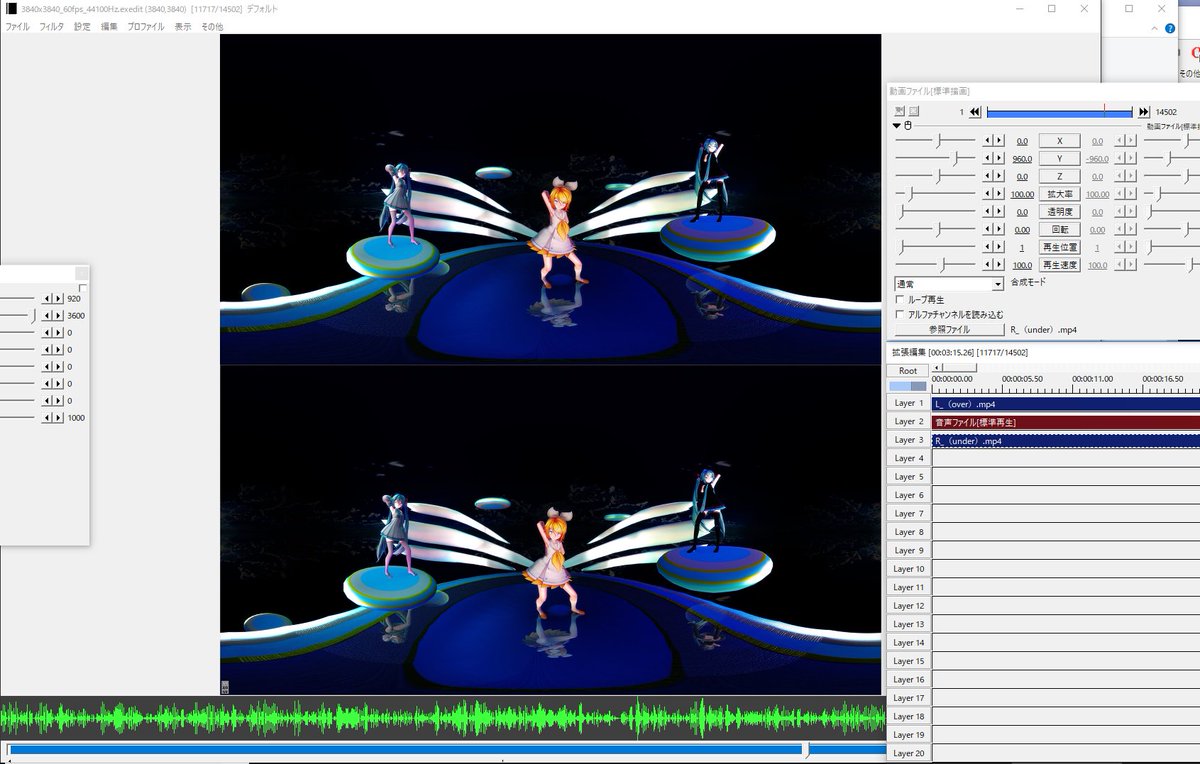 3840x3840_60fps_44100Hz.exedit (3840,3840) [11717/14502] デフォルト
ファイル フィルタ 設定 編集 プロファイル 表示 その他
その他
動画ファイル[標準描画]
1 14502
動画ファイル[標準描
0.0 X 0.0
960.0 Y -960.0
0.0 Z 0.0
100.00 拡大率 100.00
0.0 透明度 0.0
0.00 回転 0.00
1 再生位置 1
100.0 再生速度 100.0
通常 合成モード
ループ再生
アルファチャンネルを読み込む
参照ファイル R_（under）.mp4
920
3600
0
0
0
0
0
1000
拡張編集 [00:03:15.26] [11717/14502]
Root
00:00:00.00 00:00:05.50 00:00:11.00 00:00:16.50
Layer 1 L_（over）.mp4
Layer 2 音声ファイル[標準再生]
Layer 3 R_（under）.mp4
Layer 4
Layer 5
Layer 6
Layer 7
Layer 8
Layer 9
Layer 10
Layer 11
Layer 12
Layer 13
Layer 14
Layer 15
Layer 16
Layer 17
Layer 18
Layer 19
Layer 20